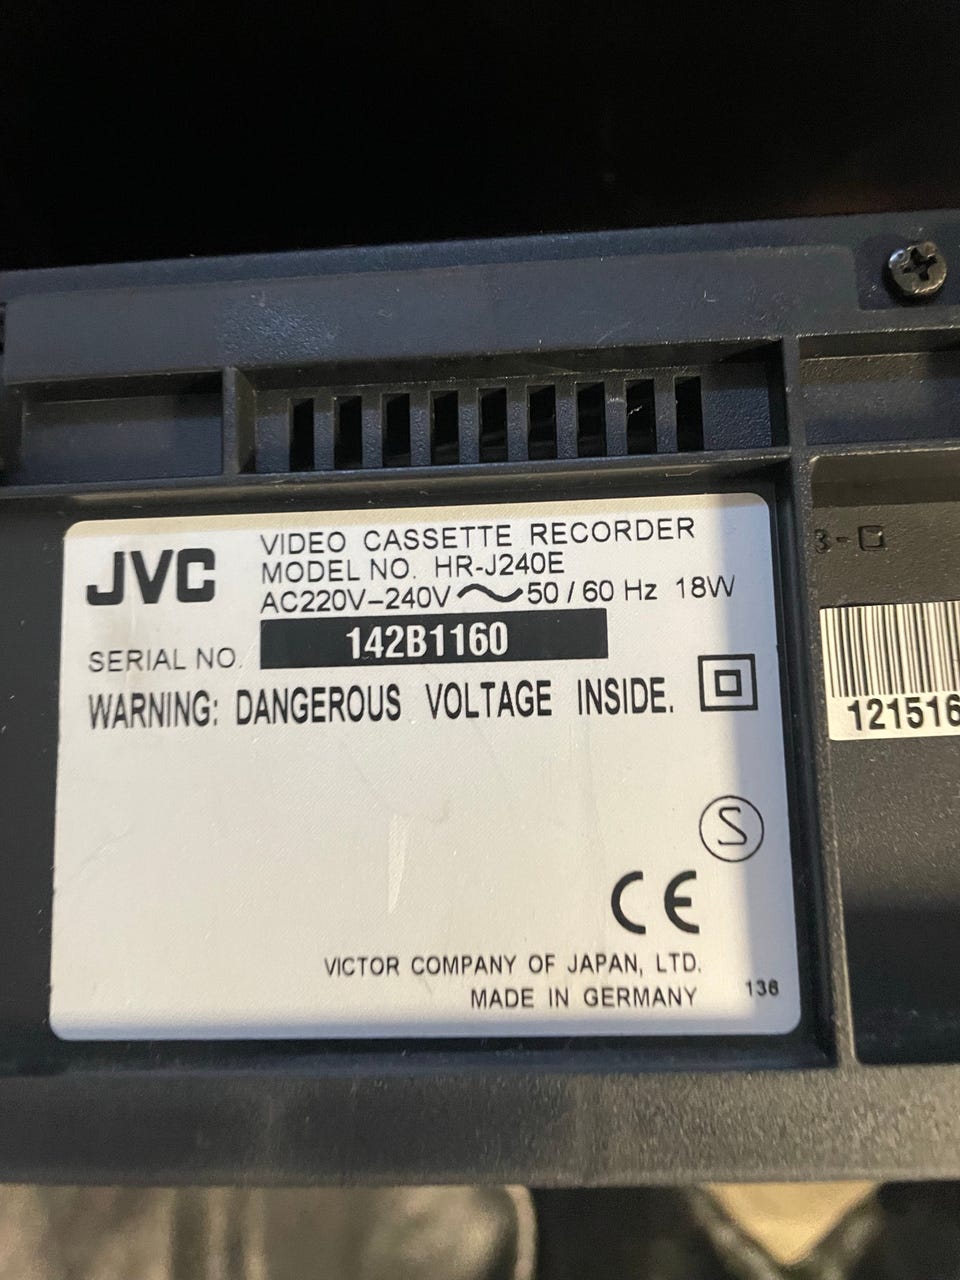 JVC
VIDEO CASSETTE RECORDER
MODEL NO. HR-J240E
AC220V–240V ~ 50 / 60 Hz 18W
SERIAL NO. 142B1160
WARNING: DANGEROUS VOLTAGE INSIDE.
S
CE
VICTOR COMPANY OF JAPAN, LTD.
MADE IN GERMANY 136
3-
121516